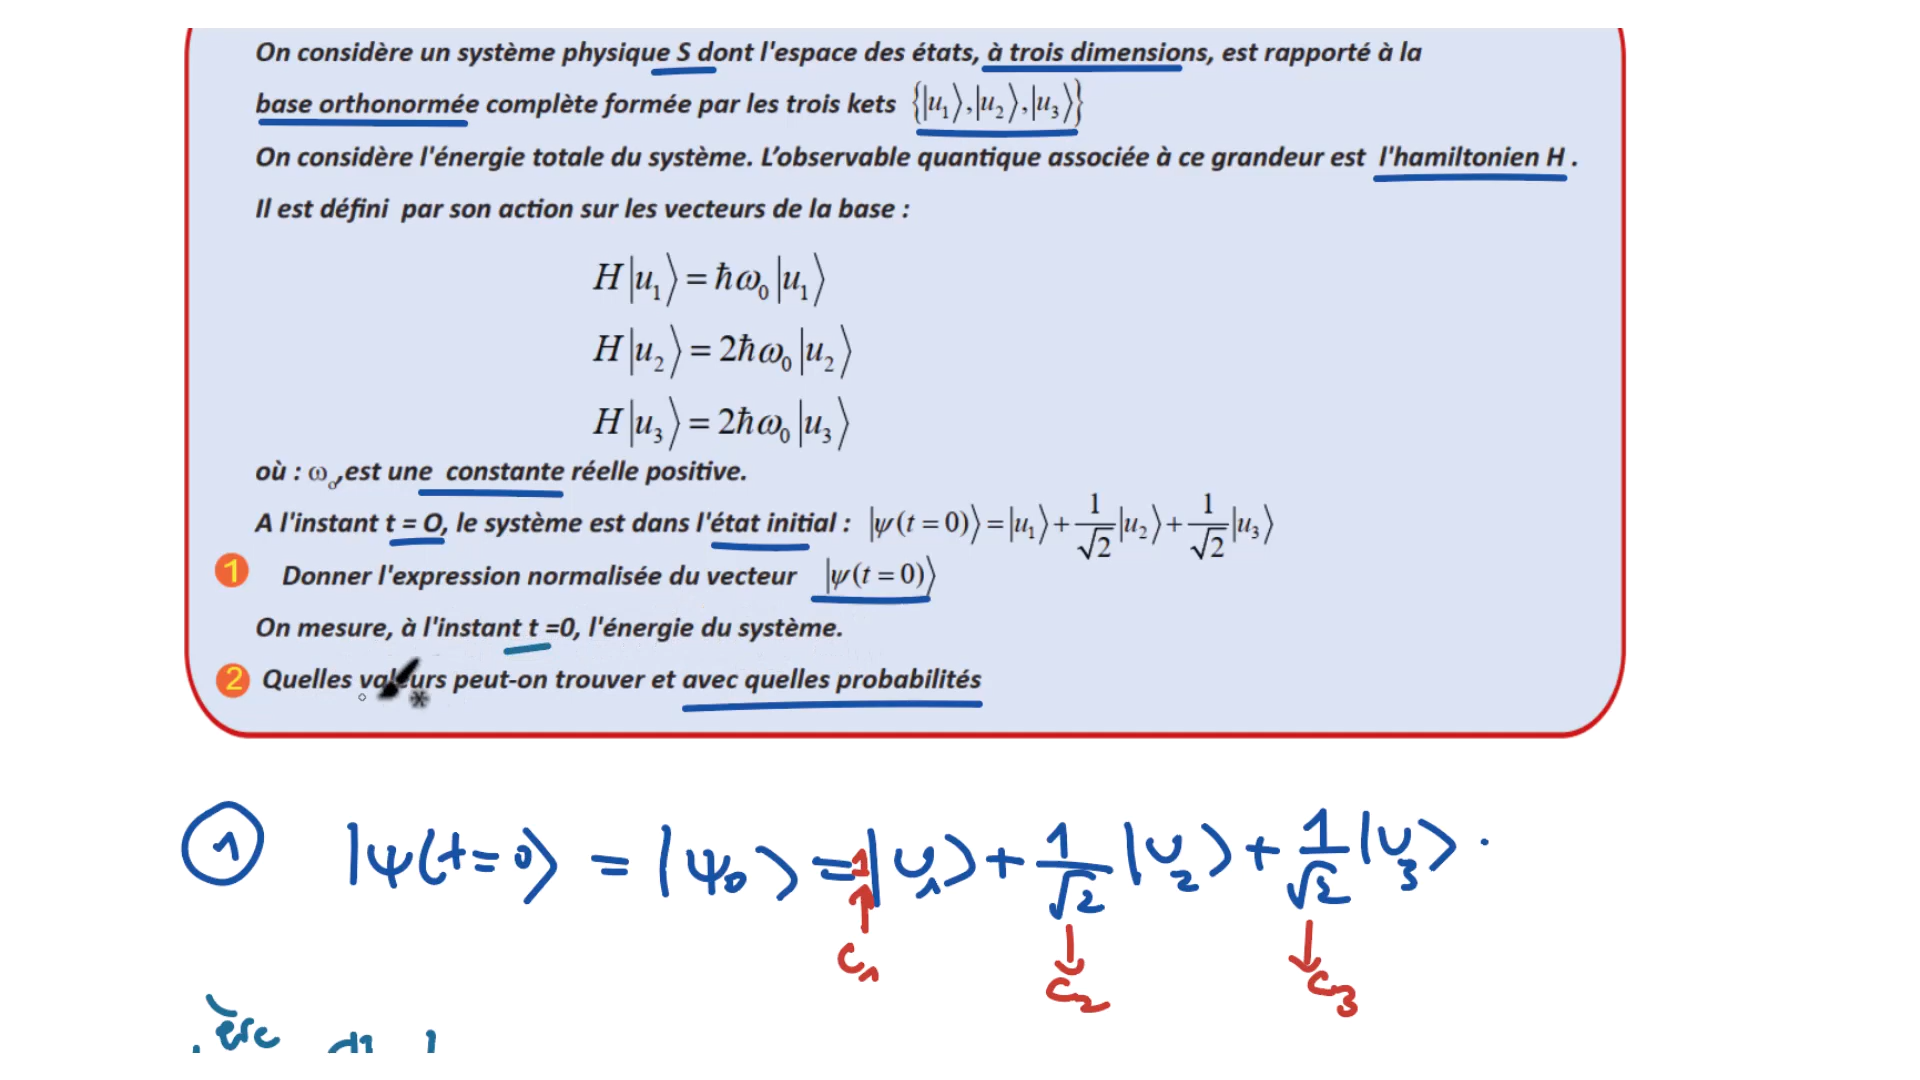 On considère un système physique S dont l'espace des états, à trois dimensions, est rapporté à la
base orthonormée complète formée par les trois kets {|u₁⟩,|u₂⟩,|u₃⟩}
On considère l'énergie totale du système. L’observable quantique associée à ce grandeur est l'hamiltonien H .
Il est défini par son action sur les vecteurs de la base :
H|u₁⟩ = ħω₀|u₁⟩
H|u₂⟩ = 2ħω₀|u₂⟩
H|u₃⟩ = 2ħω₀|u₃⟩
où : ω₀,est une constante réelle positive.
A l'instant t = O, le système est dans l'état initial : |ψ(t = 0)⟩ = |u₁⟩ + 1/√2 |u₂⟩ + 1/√2 |u₃⟩
1 Donner l'expression normalisée du vecteur |ψ(t = 0)⟩
On mesure, à l'instant t =0, l'énergie du système.
2 Quelles valeurs peut-on trouver et avec quelles probabilités
1 |ψ(t=0⟩ = |ψ₀⟩ = 1|U₁⟩ + 1/√2 |U₂⟩ + 1/√2 |U₃⟩ .
C₁ C₂ C₃